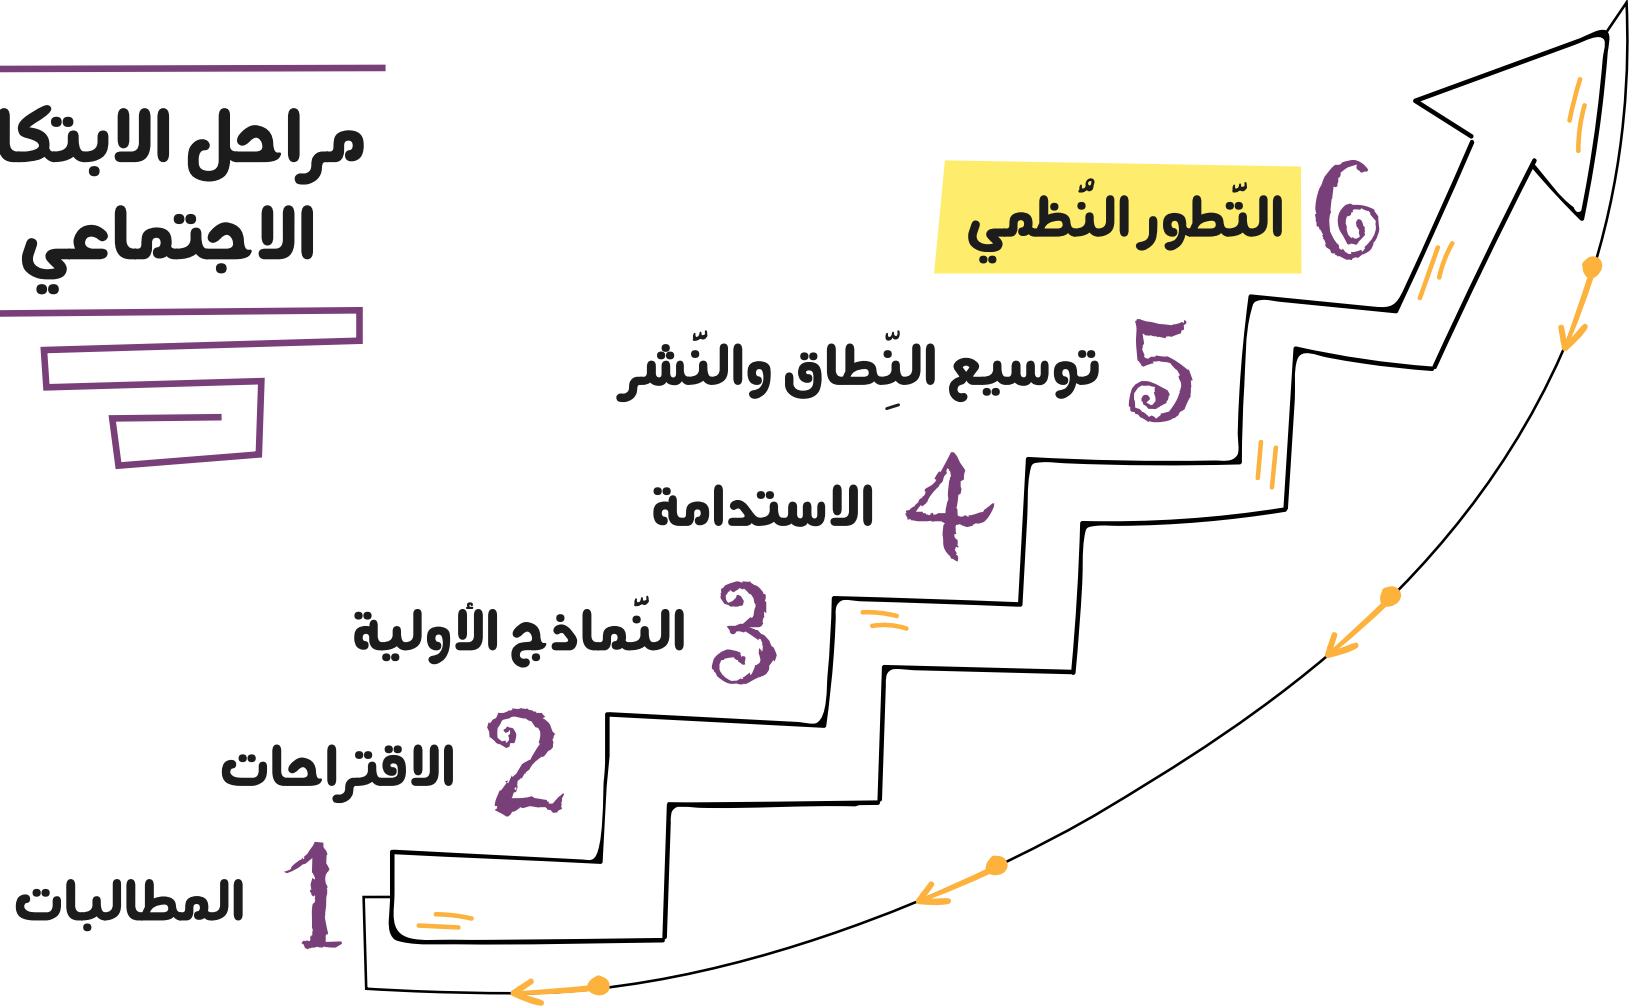 مراحل الابتكا
الاجتماعي
6 التّطور النُّظمي
5 توسيع النِّطاق والنّشر
4 الاستدامة
3 النّماذج الأولية
2 الاقتراحات
1 المطالبات